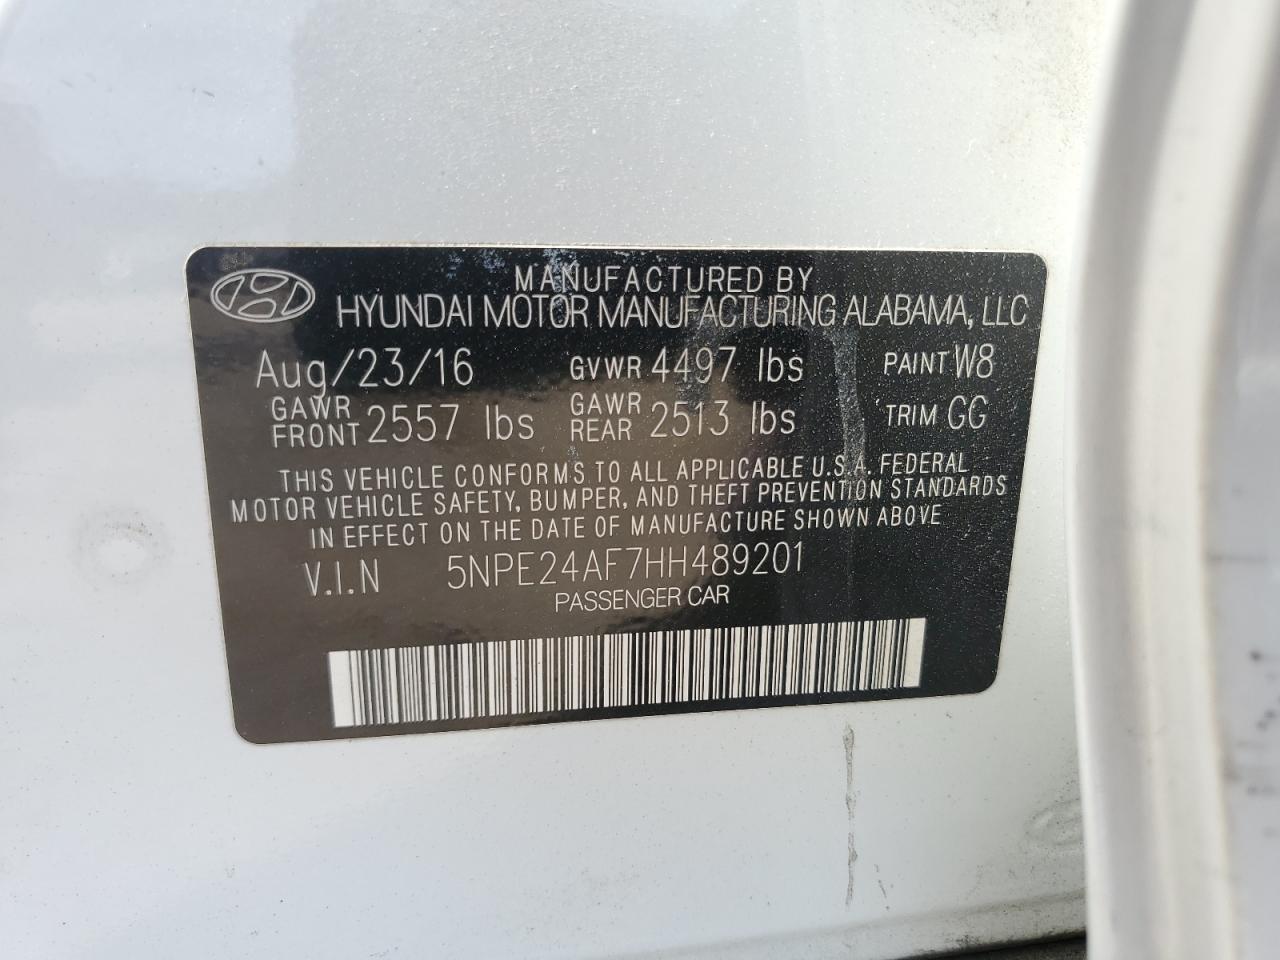 MANUFACTURED BY
HYUNDAI MOTOR MANUFACTURING ALABAMA, LLC
Aug/23/16 GVWR 4497 lbs PAINT W8
GAWR FRONT 2557 lbs GAWR REAR 2513 lbs TRIM GG
THIS VEHICLE CONFORMS TO ALL APPLICABLE U.S.A. FEDERAL
MOTOR VEHICLE SAFETY, BUMPER, AND THEFT PREVENTION STANDARDS
IN EFFECT ON THE DATE OF MANUFACTURE SHOWN ABOVE
V.I.N 5NPE24AF7HH489201
PASSENGER CAR